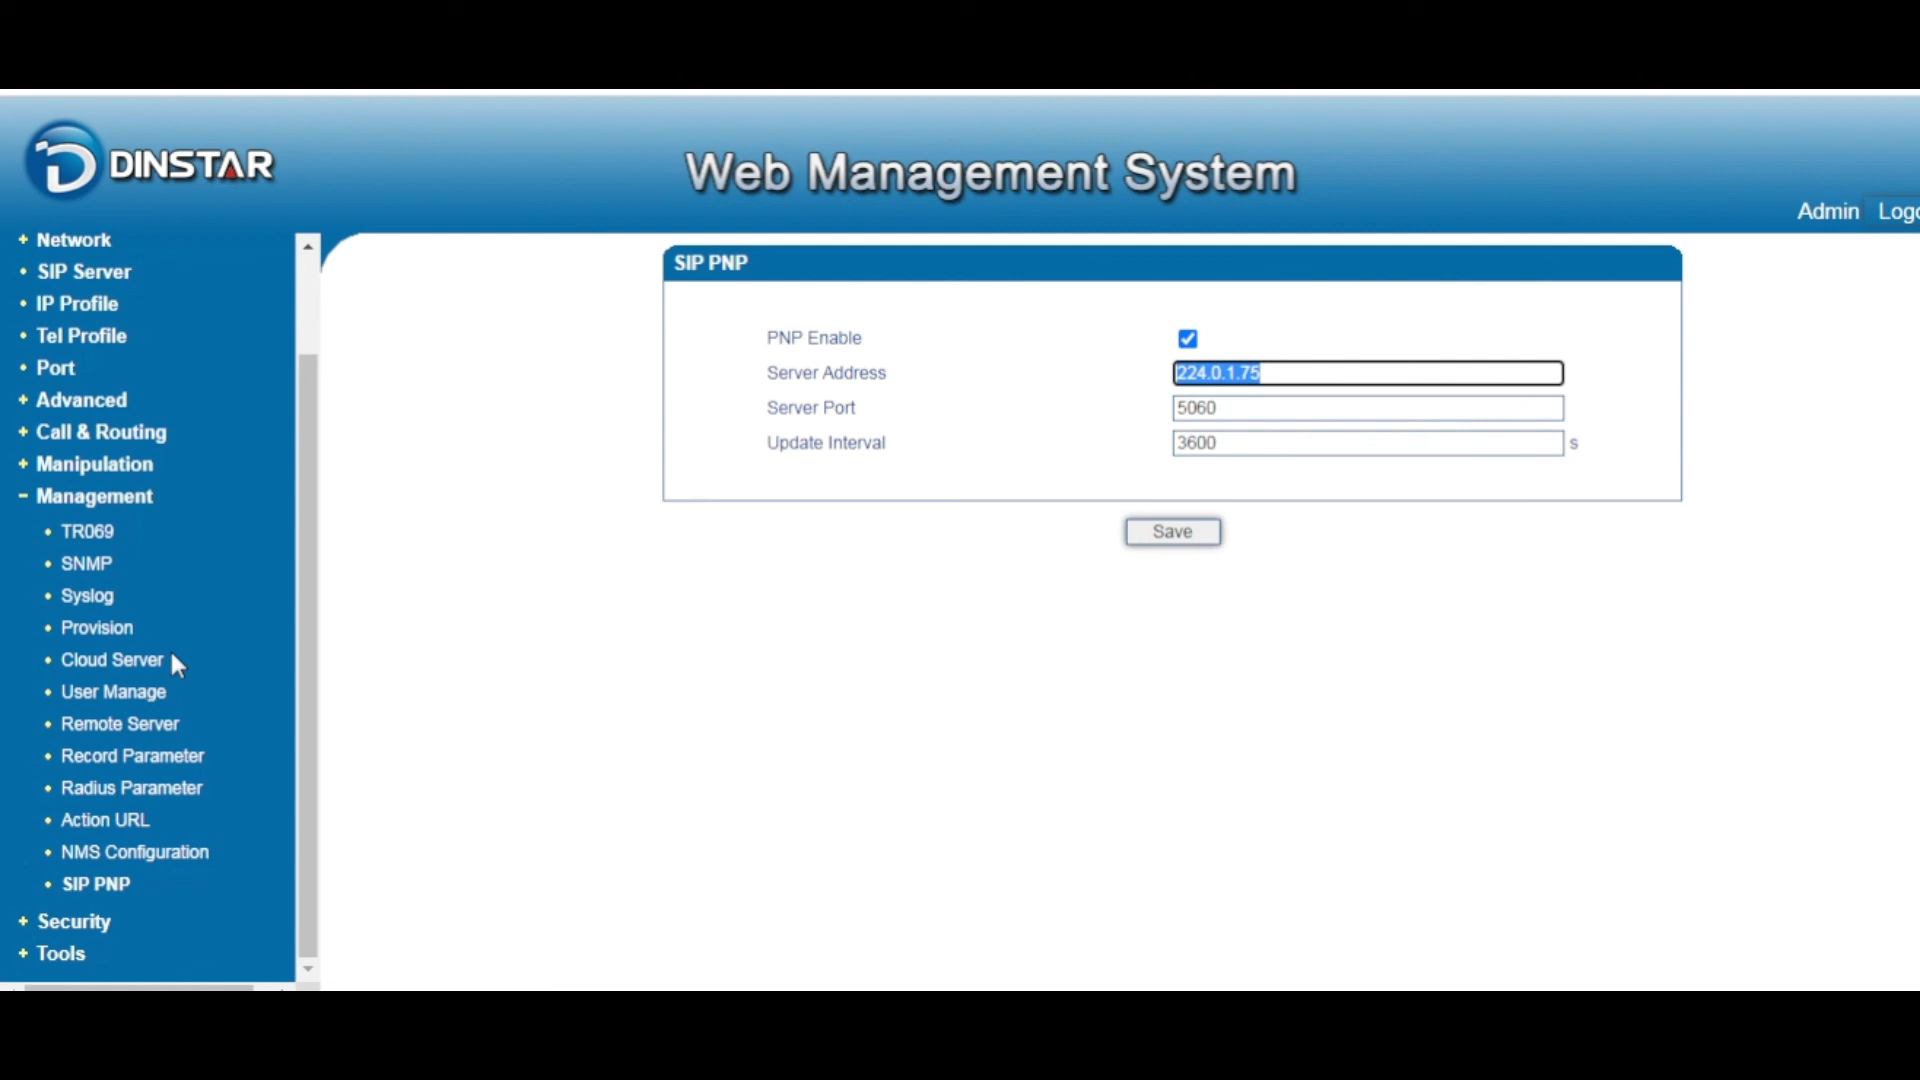 DINSTAR
Web Management System
Admin
Network
SIP Server
IP Profile
Tel Profile
Port
Advanced
Call & Routing
Manipulation
Management
TR069
SNMP
Syslog
Provision
Cloud Server
User Manage
Remote Server
Record Parameter
Radius Parameter
Action URL
NMS Configuration
SIP PNP
Security
Tools
SIP PNP
PNP Enable
Server Address 224.0.1.75
Server Port 5060
Update Interval 3600 s
Save